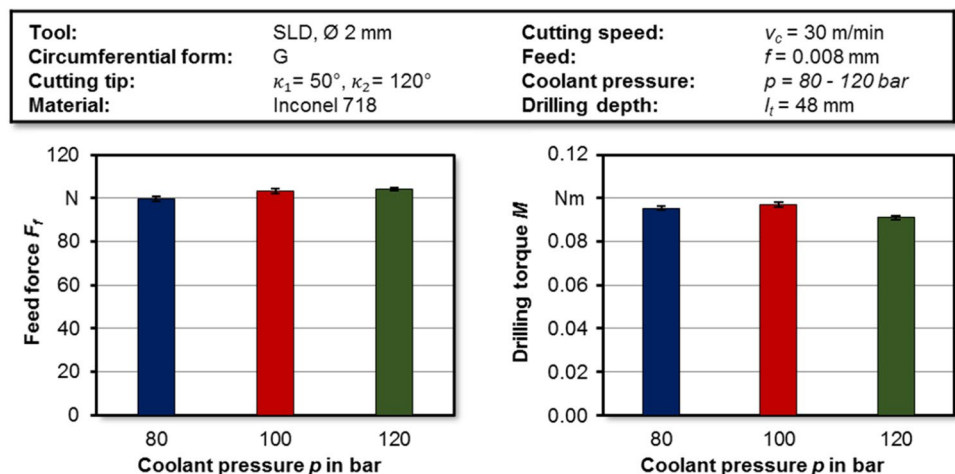 Tool: SLD, Ø 2 mm Cutting speed: v_c = 30 m/min
Circumferential form: G Feed: f = 0.008 mm
Cutting tip: κ₁= 50°, κ₂ = 120° Coolant pressure: p = 80 - 120 bar
Material: Inconel 718 Drilling depth: l_t = 48 mm
Feed force F_f
120
N
80
60
40
20
0
80 100 120
Coolant pressure p in bar
Drilling torque M
0.12
Nm
0.08
0.06
0.04
0.02
0.00
80 100 120
Coolant pressure p in bar